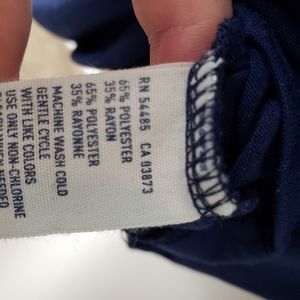 RN 54485 CA 03873
65% POLYESTER
35% RAYON
65% POLYESTER
35% RAYONNE
MACHINE WASH COLD
GENTLE CYCLE
WITH LIKE COLORS
USE ONLY NON-CHLORINE
NEEDED